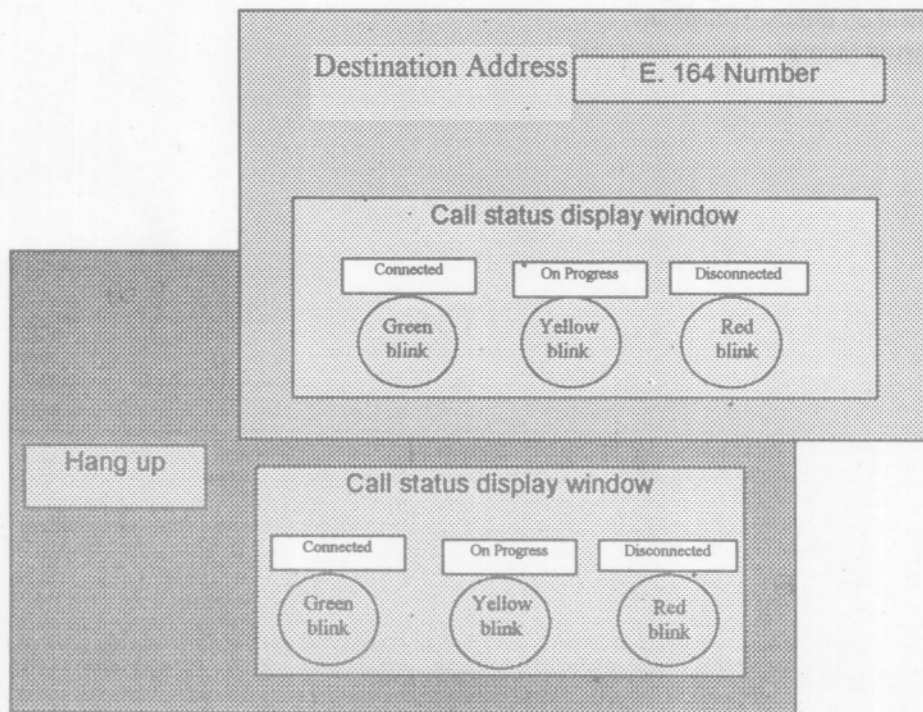 Destination Address
E. 164 Number
Call status display window
Connected
On Progress
Disconnected
Green
blink
Yellow
blink
Red
blink
Hang up
Call status display window
Connected
On Progress
Disconnected
Green
blink
Yellow
blink
Red
blink